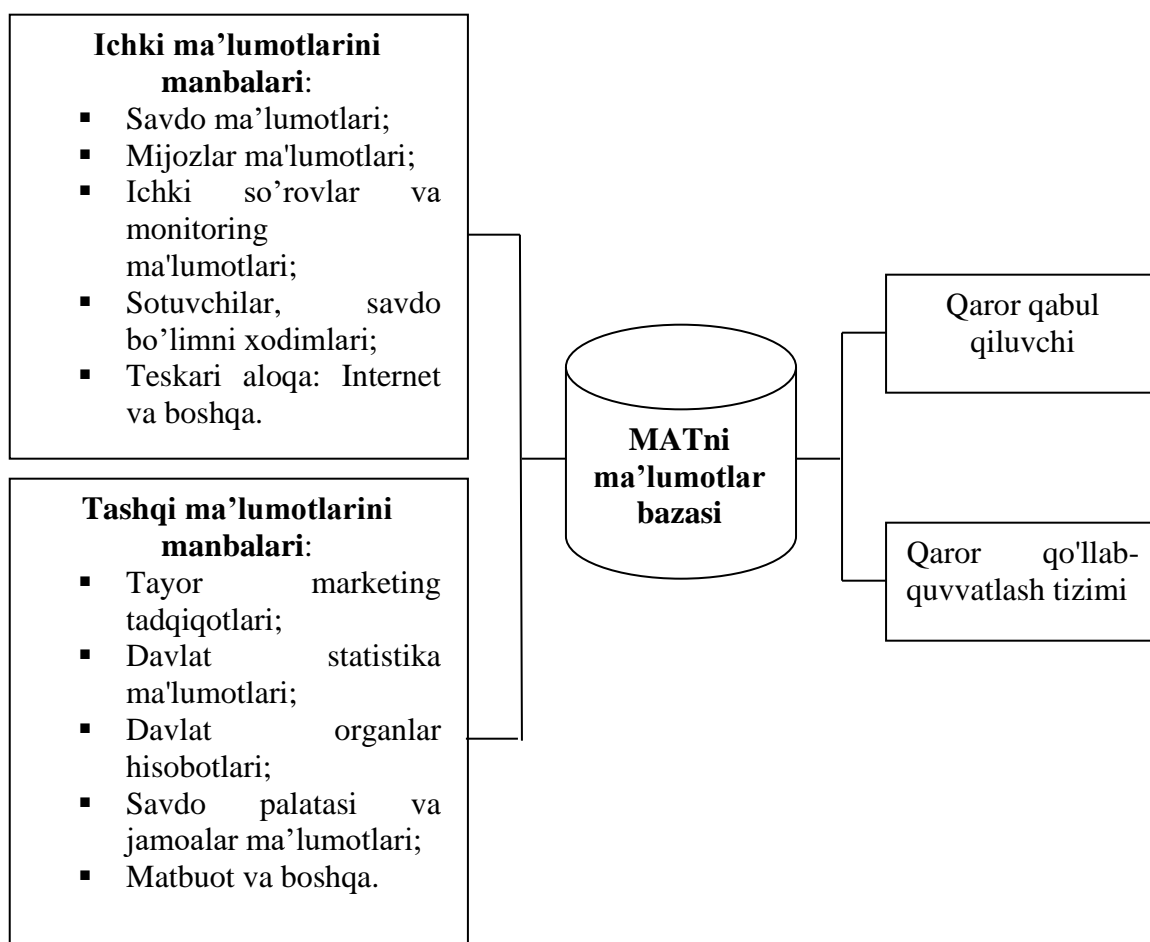 Ichki ma’lumotlarini
manbalari:
▪ Savdo ma’lumotlari;
▪ Mijozlar ma'lumotlari;
▪ Ichki so’rovlar va
monitoring
ma'lumotlari;
▪ Sotuvchilar, savdo
bo’limni xodimlari;
▪ Teskari aloqa: Internet
va boshqa.
Tashqi ma’lumotlarini
manbalari:
▪ Tayor marketing
tadqiqotlari;
▪ Davlat statistika
ma'lumotlari;
▪ Davlat organlar
hisobotlari;
▪ Savdo palatasi va
jamoalar ma’lumotlari;
▪ Matbuot va boshqa.
MATni
ma’lumotlar
bazasi
Qaror qabul
qiluvchi
Qaror qo'llab-
quvvatlash tizimi